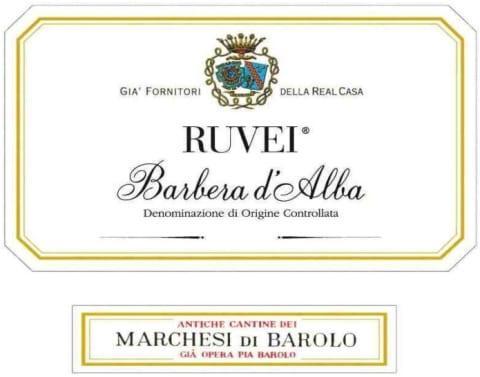 GIA' FORNITORI DELLA REAL CASA
RUVEI®
Barbera d'Alba
Denominazione di Origine Controllata
ANTICHE CANTINE DEI
MARCHESI DI BAROLO
GIÀ OPERA PIA BAROLO